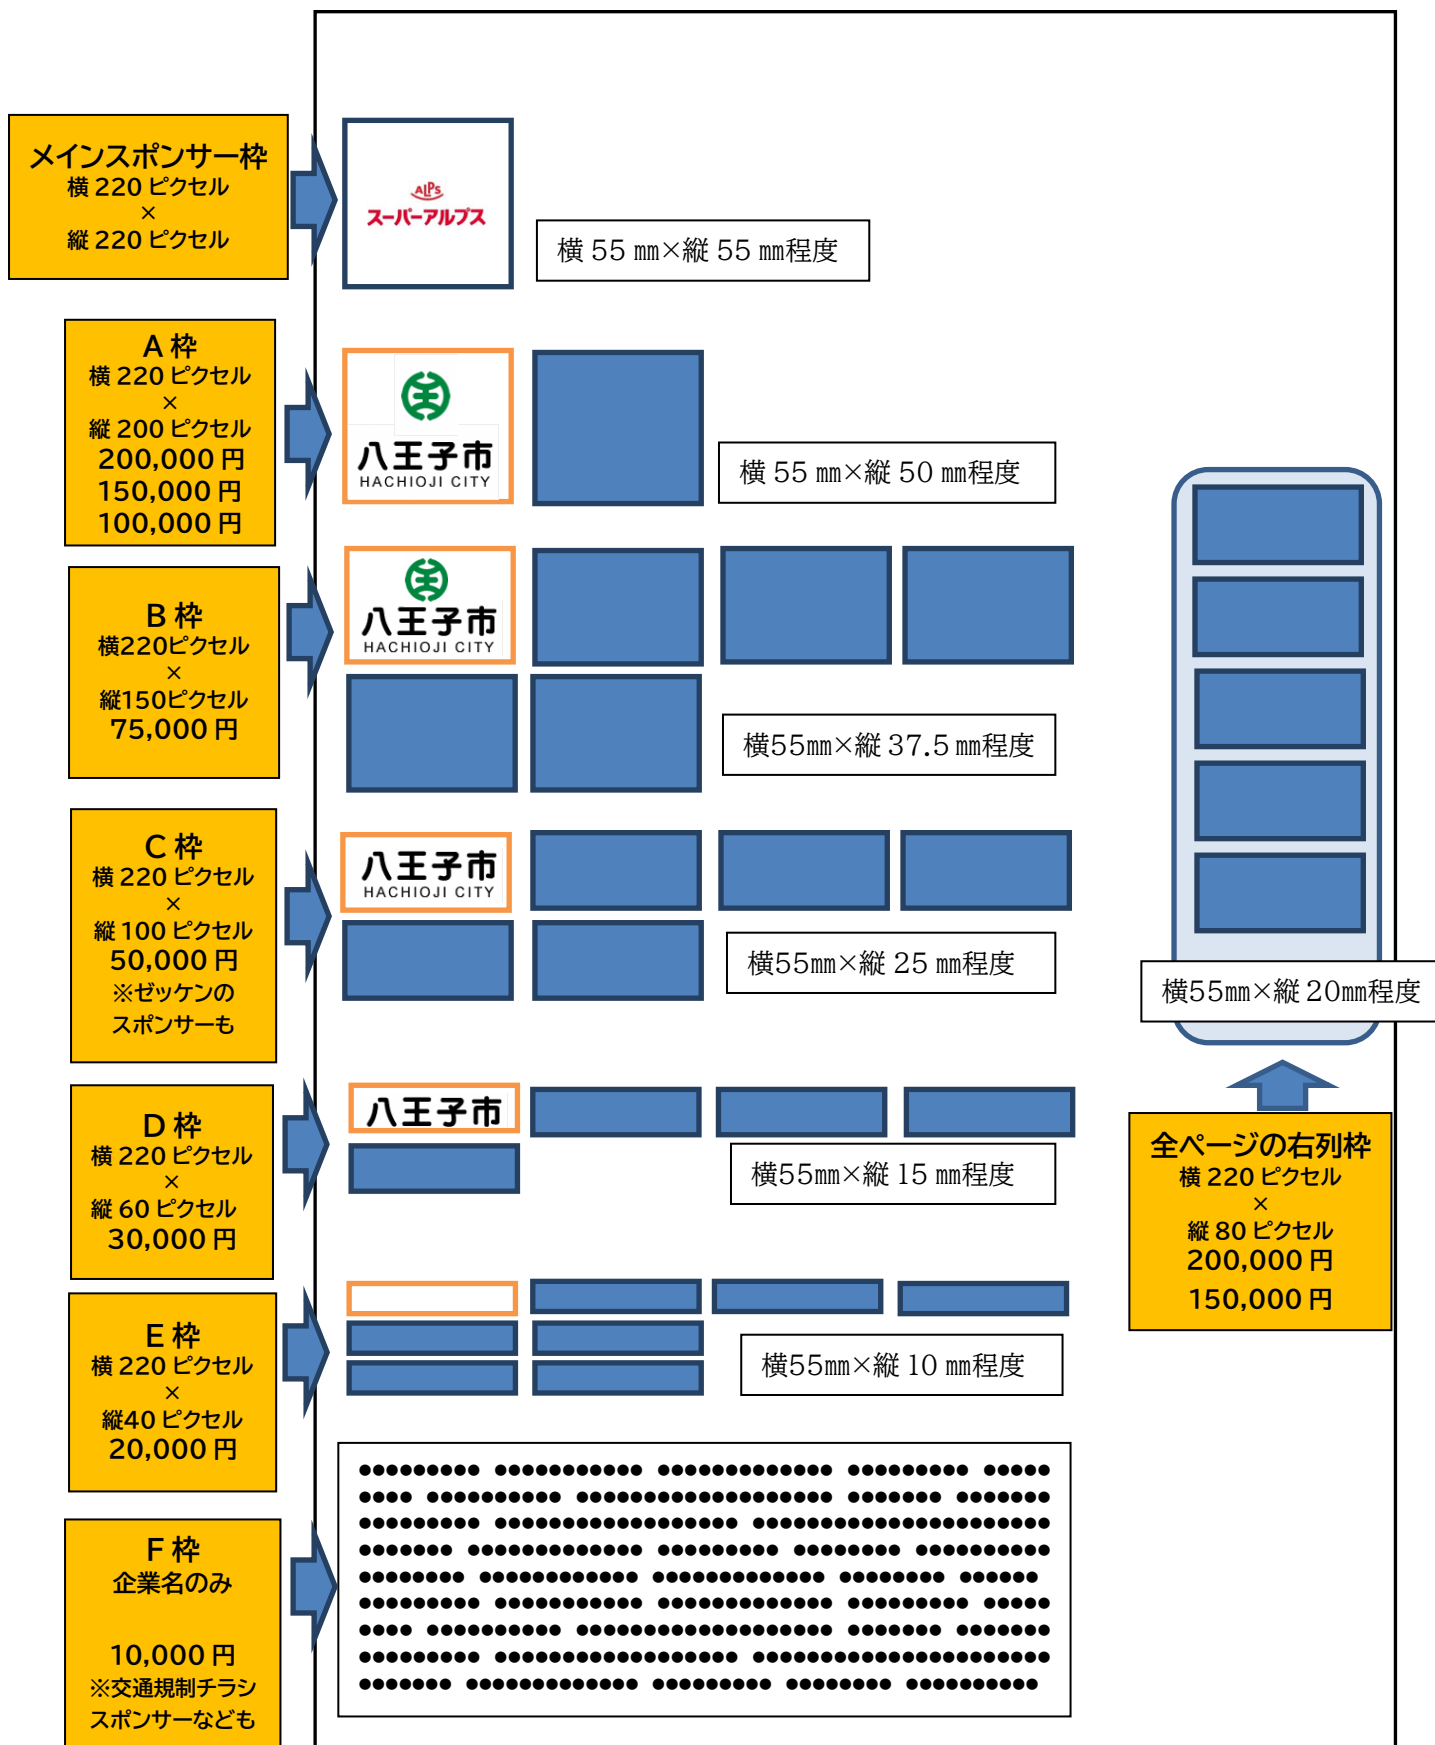 メインスポンサー枠
横 220 ピクセル
×
縦 220 ピクセル
ALPS
スーパーアルプス
横 55 ㎜×縦 55 ㎜程度
A 枠
横 220 ピクセル
×
縦 200 ピクセル
200,000 円
150,000 円
100,000 円
八王子市
HACHIOJI CITY
横 55 ㎜×縦 50 ㎜程度
B 枠
横220ピクセル
×
縦150ピクセル
75,000 円
八王子市
HACHIOJI CITY
横55㎜×縦 37.5 ㎜程度
C 枠
横 220 ピクセル
×
縦 100 ピクセル
50,000 円
※ゼッケンの
スポンサーも
八王子市
HACHIOJI CITY
横55㎜×縦 25 ㎜程度
横55㎜×縦 20㎜程度
D 枠
横 220 ピクセル
×
縦 60 ピクセル
30,000 円
八王子市
横55㎜×縦 15 ㎜程度
全ページの右列枠
横 220 ピクセル
×
縦 80 ピクセル
200,000 円
150,000 円
E 枠
横 220 ピクセル
×
縦40 ピクセル
20,000 円
横55㎜×縦 10 ㎜程度
F 枠
企業名のみ
10,000 円
※交通規制チラシ
スポンサーなども
●●●●●●●●● ●●●●●●●●●●● ●●●●●●●●●●●●● ●●●●●●●●● ●●●●●
●●●● ●●●●●●●●●● ●●●●●●●●●●●●●●●●●●● ●●●●●●● ●●●●●●●
●●●●●●●●● ●●●●●●●●●●●●●●●●●● ●●●●●●●●●●●●●●●●●●●●●●
●●●●●●● ●●●●●●●●●●●●● ●●●●●●●●● ●●●●●●●● ●●●●●●●●●●
●●●●●●●● ●●●●●●●●●●●● ●●●●●●●●●●●●● ●●●●●●●● ●●●●●●
●●●●●●●●● ●●●●●●●●●●● ●●●●●●●●●●●●● ●●●●●●●●● ●●●●●
●●●● ●●●●●●●●●● ●●●●●●●●●●●●●●●●●●● ●●●●●●● ●●●●●●●
●●●●●●●●● ●●●●●●●●●●●●●●●●●● ●●●●●●●●●●●●●●●●●●●●●●
●●●●●●● ●●●●●●●●●●●●● ●●●●●●●●● ●●●●●●●● ●●●●●●●●●●